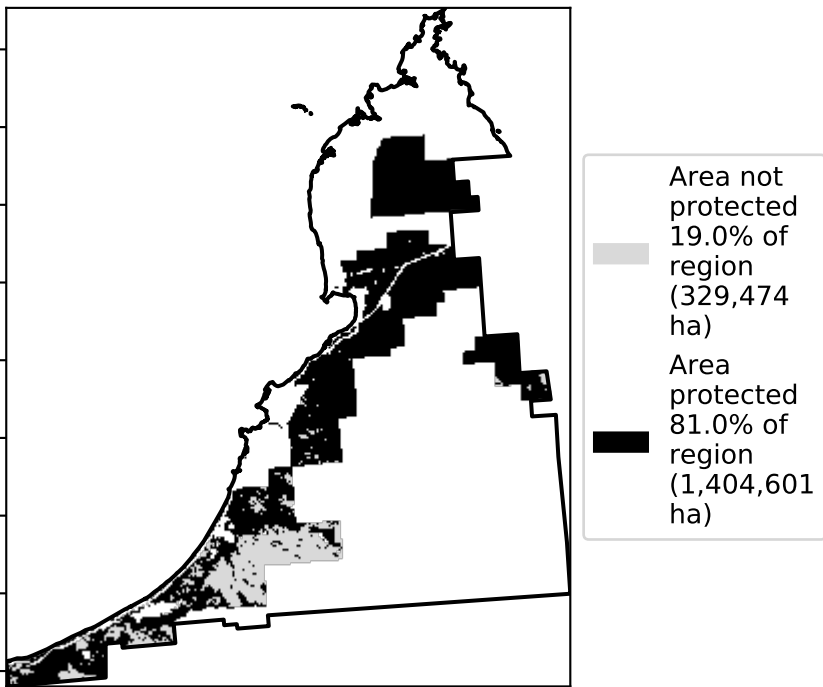 Area not
protected
19.0% of
region
(329,474
ha)
Area
protected
81.0% of
region
(1,404,601
ha)